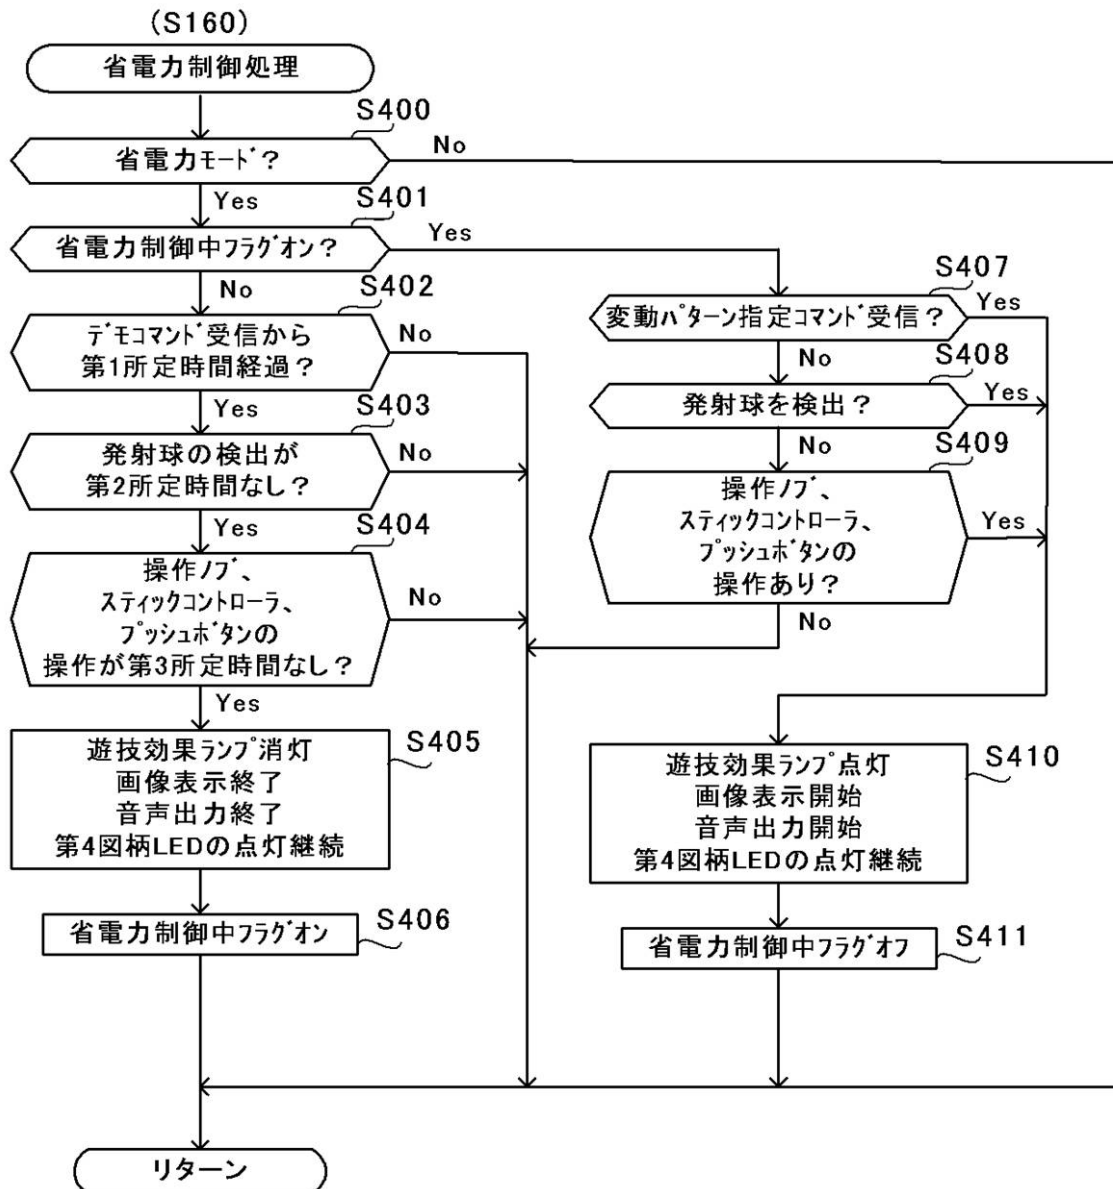 (S160)
省電力制御処理
S400
省電力ﾓｰﾄﾞ?
No
Yes
S401
省電力制御中ﾌﾗｸﾞｵﾝ?
Yes
No
S402
ﾃﾞﾓｺﾏﾝﾄﾞ受信から
第1所定時間経過?
No
Yes
S403
発射球の検出が
第2所定時間なし?
No
Yes
S404
操作ﾉﾌﾞ、
ｽﾃｨｯｸｺﾝﾄﾛｰﾗ、
ﾌﾟｯｼｭﾎﾞﾀﾝの
操作が第3所定時間なし?
No
Yes
S405
遊技効果ﾗﾝﾌﾟ消灯
画像表示終了
音声出力終了
第4図柄LEDの点灯継続
S406
省電力制御中ﾌﾗｸﾞｵﾝ
S407
変動ﾊﾟﾀｰﾝ指定ｺﾏﾝﾄﾞ受信?
Yes
No
S408
発射球を検出?
Yes
No
S409
操作ﾉﾌﾞ、
ｽﾃｨｯｸｺﾝﾄﾛｰﾗ、
ﾌﾟｯｼｭﾎﾞﾀﾝの
操作あり?
Yes
No
S410
遊技効果ﾗﾝﾌﾟ点灯
画像表示開始
音声出力開始
第4図柄LEDの点灯継続
S411
省電力制御中ﾌﾗｸﾞｵﾌ
リターン